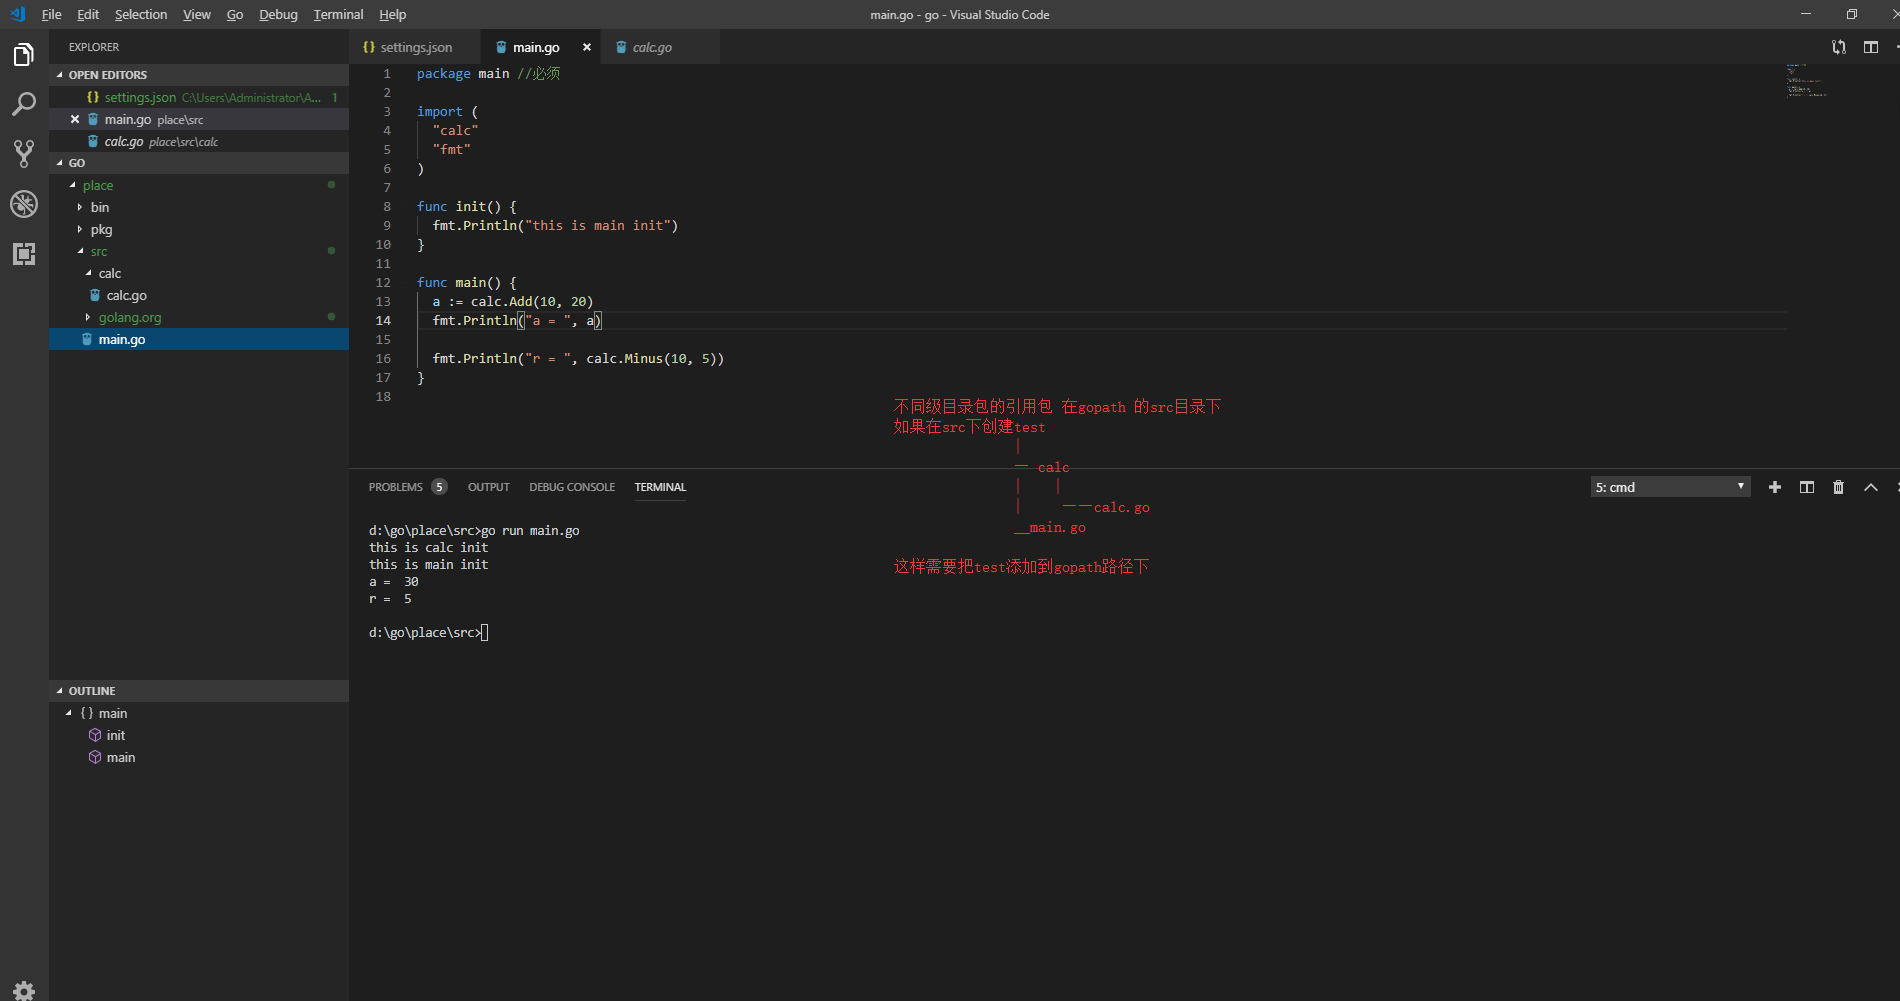 File Edit Selection View Go Debug Terminal Help
main.go - go - Visual Studio Code
EXPLORER
OPEN EDITORS
settings.json C:\Users\Administrator\A... 1
main.go place\src
calc.go place\src\calc
GO
place
bin
pkg
src
calc
calc.go
golang.org
main.go
OUTLINE
{ } main
init
main
settings.json main.go calc.go
1 package main //必须
2
3 import (
4 "calc"
5 "fmt"
6 )
7
8 func init() {
9 fmt.Println("this is main init")
10 }
11
12 func main() {
13 a := calc.Add(10, 20)
14 fmt.Println("a = ", a)
15
16 fmt.Println("r = ", calc.Minus(10, 5))
17 }
18
不同级目录包的引用包 在gopath 的src目录下
如果在src下创建test
|
一 calc
| |
| 一一calc.go
__main.go
这样需要把test添加到gopath路径下
PROBLEMS 5 OUTPUT DEBUG CONSOLE TERMINAL
5: cmd
d:\go\place\src>go run main.go
this is calc init
this is main init
a =  30
r =  5
d:\go\place\src>